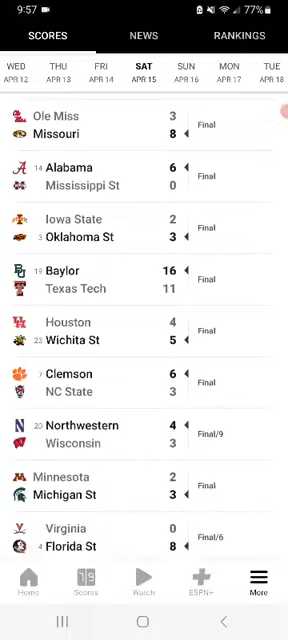 9:57 77%
SCORES NEWS RANKINGS
WED THU FRI SAT SUN MON TUE
APR 12 APR 13 APR 14 APR 15 APR 16 APR 17 APR 18
Ole Miss 3
Missouri 8
Final
14 Alabama 6
Mississippi St 0
Final
Iowa State 2
3 Oklahoma St 3
Final
19 Baylor 16
Texas Tech 11
Final
Houston 4
23 Wichita St 5
Final
7 Clemson 6
NC State 3
Final
20 Northwestern 4
Wisconsin 3
Final/9
Minnesota 2
Michigan St 3
Final
Virginia 0
4 Florida St 8
Final/6
Home Scores Watch ESPN+ More